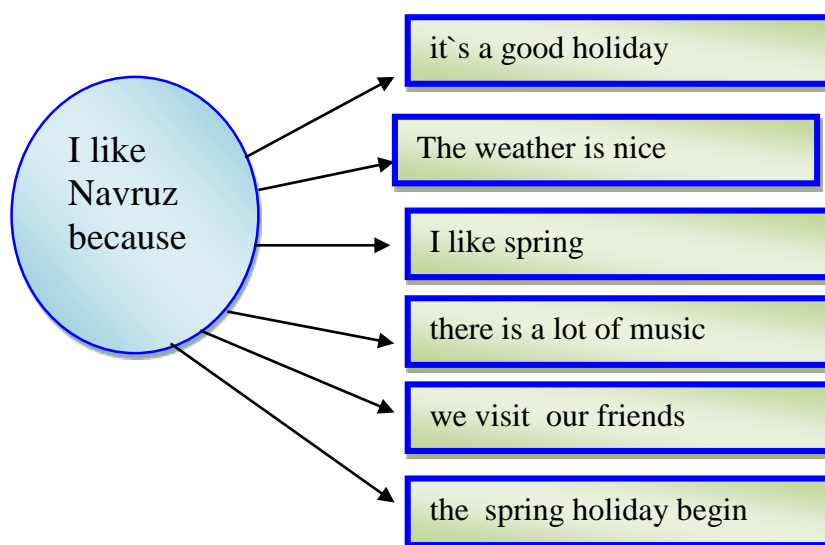 I like
Navruz
because
it`s a good holiday
The weather is nice
I like spring
there is a lot of music
we visit  our friends
the  spring holiday begin